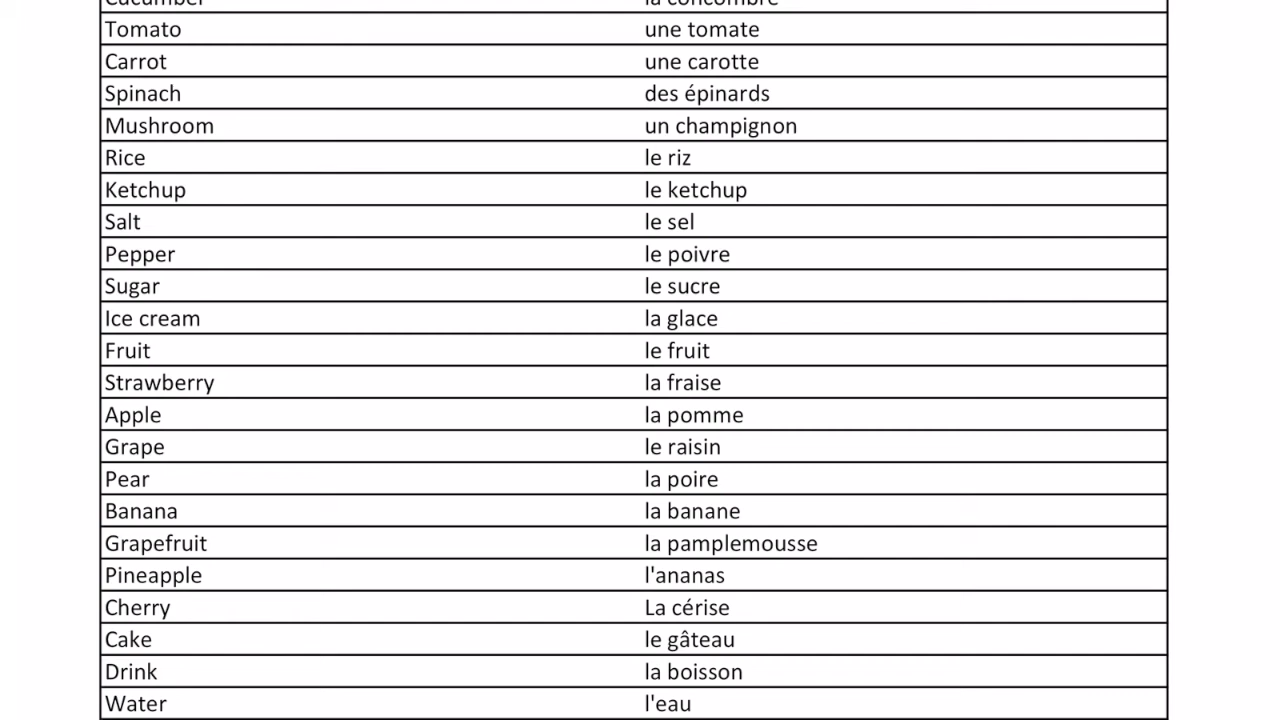 Cucumber la concombre
Tomato une tomate
Carrot une carotte
Spinach des épinards
Mushroom un champignon
Rice le riz
Ketchup le ketchup
Salt le sel
Pepper le poivre
Sugar le sucre
Ice cream la glace
Fruit le fruit
Strawberry la fraise
Apple la pomme
Grape le raisin
Pear la poire
Banana la banane
Grapefruit la pamplemousse
Pineapple l'ananas
Cherry La cérise
Cake le gâteau
Drink la boisson
Water l'eau